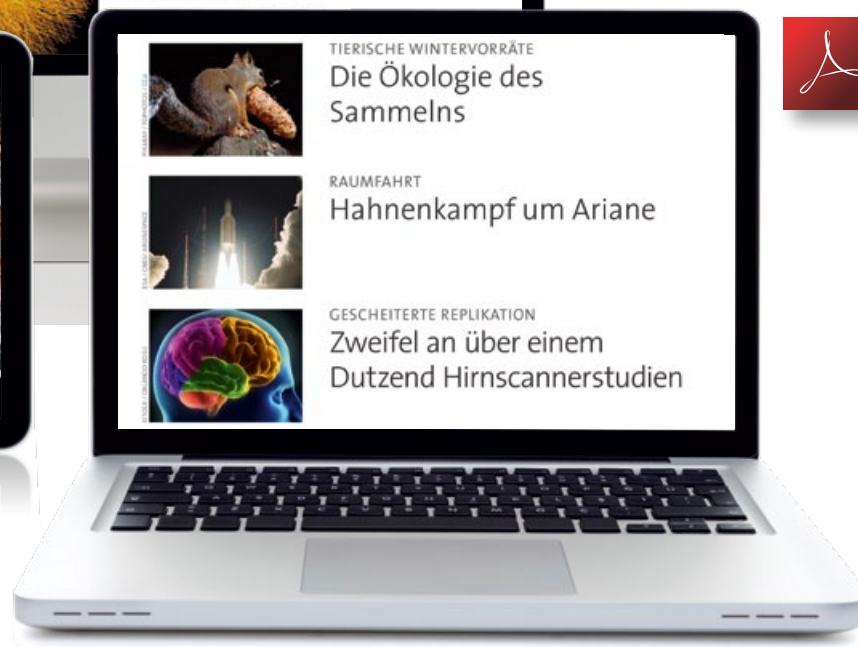 TIERISCHE WINTERVORRÄTE
Die Ökologie des
Sammelns
RAUMFAHRT
Hahnenkampf um Ariane
GESCHEITERTE REPLIKATION
Zweifel an über einem
Dutzend Hirnscannerstudien